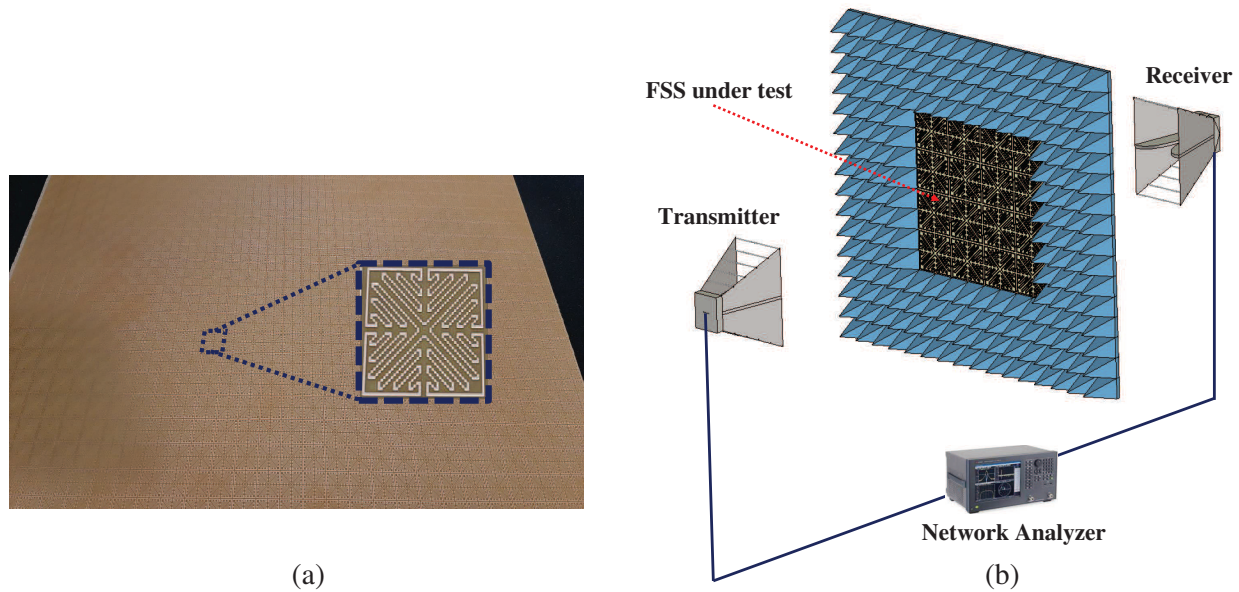 FSS under test
Receiver
Transmitter
Network Analyzer
(a)
(b)